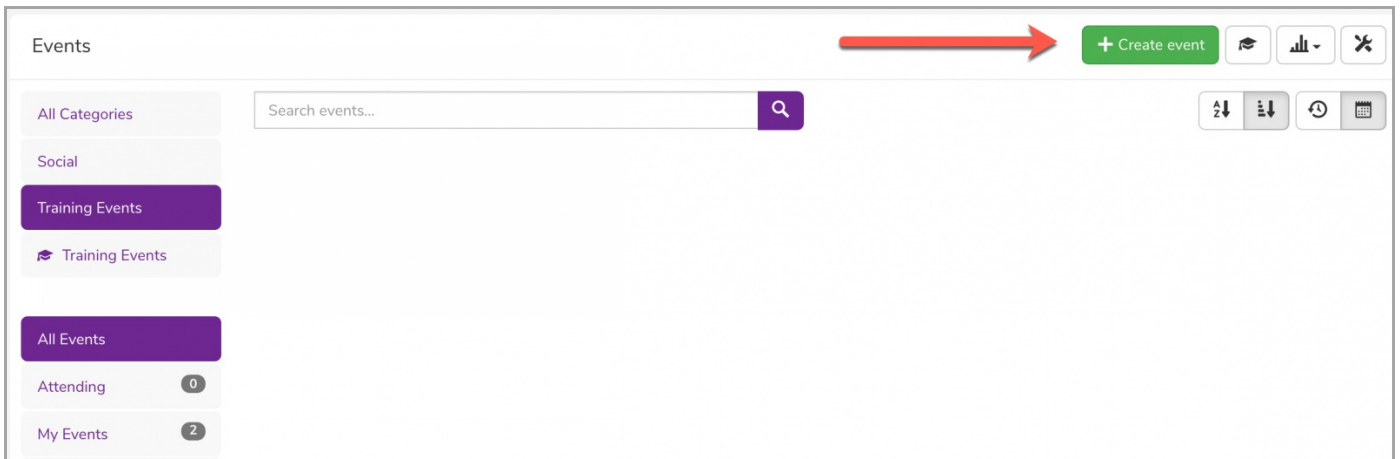 Events
+ Create event
All Categories
Search events...
Social
Training Events
Training Events
All Events
Attending 0
My Events 2